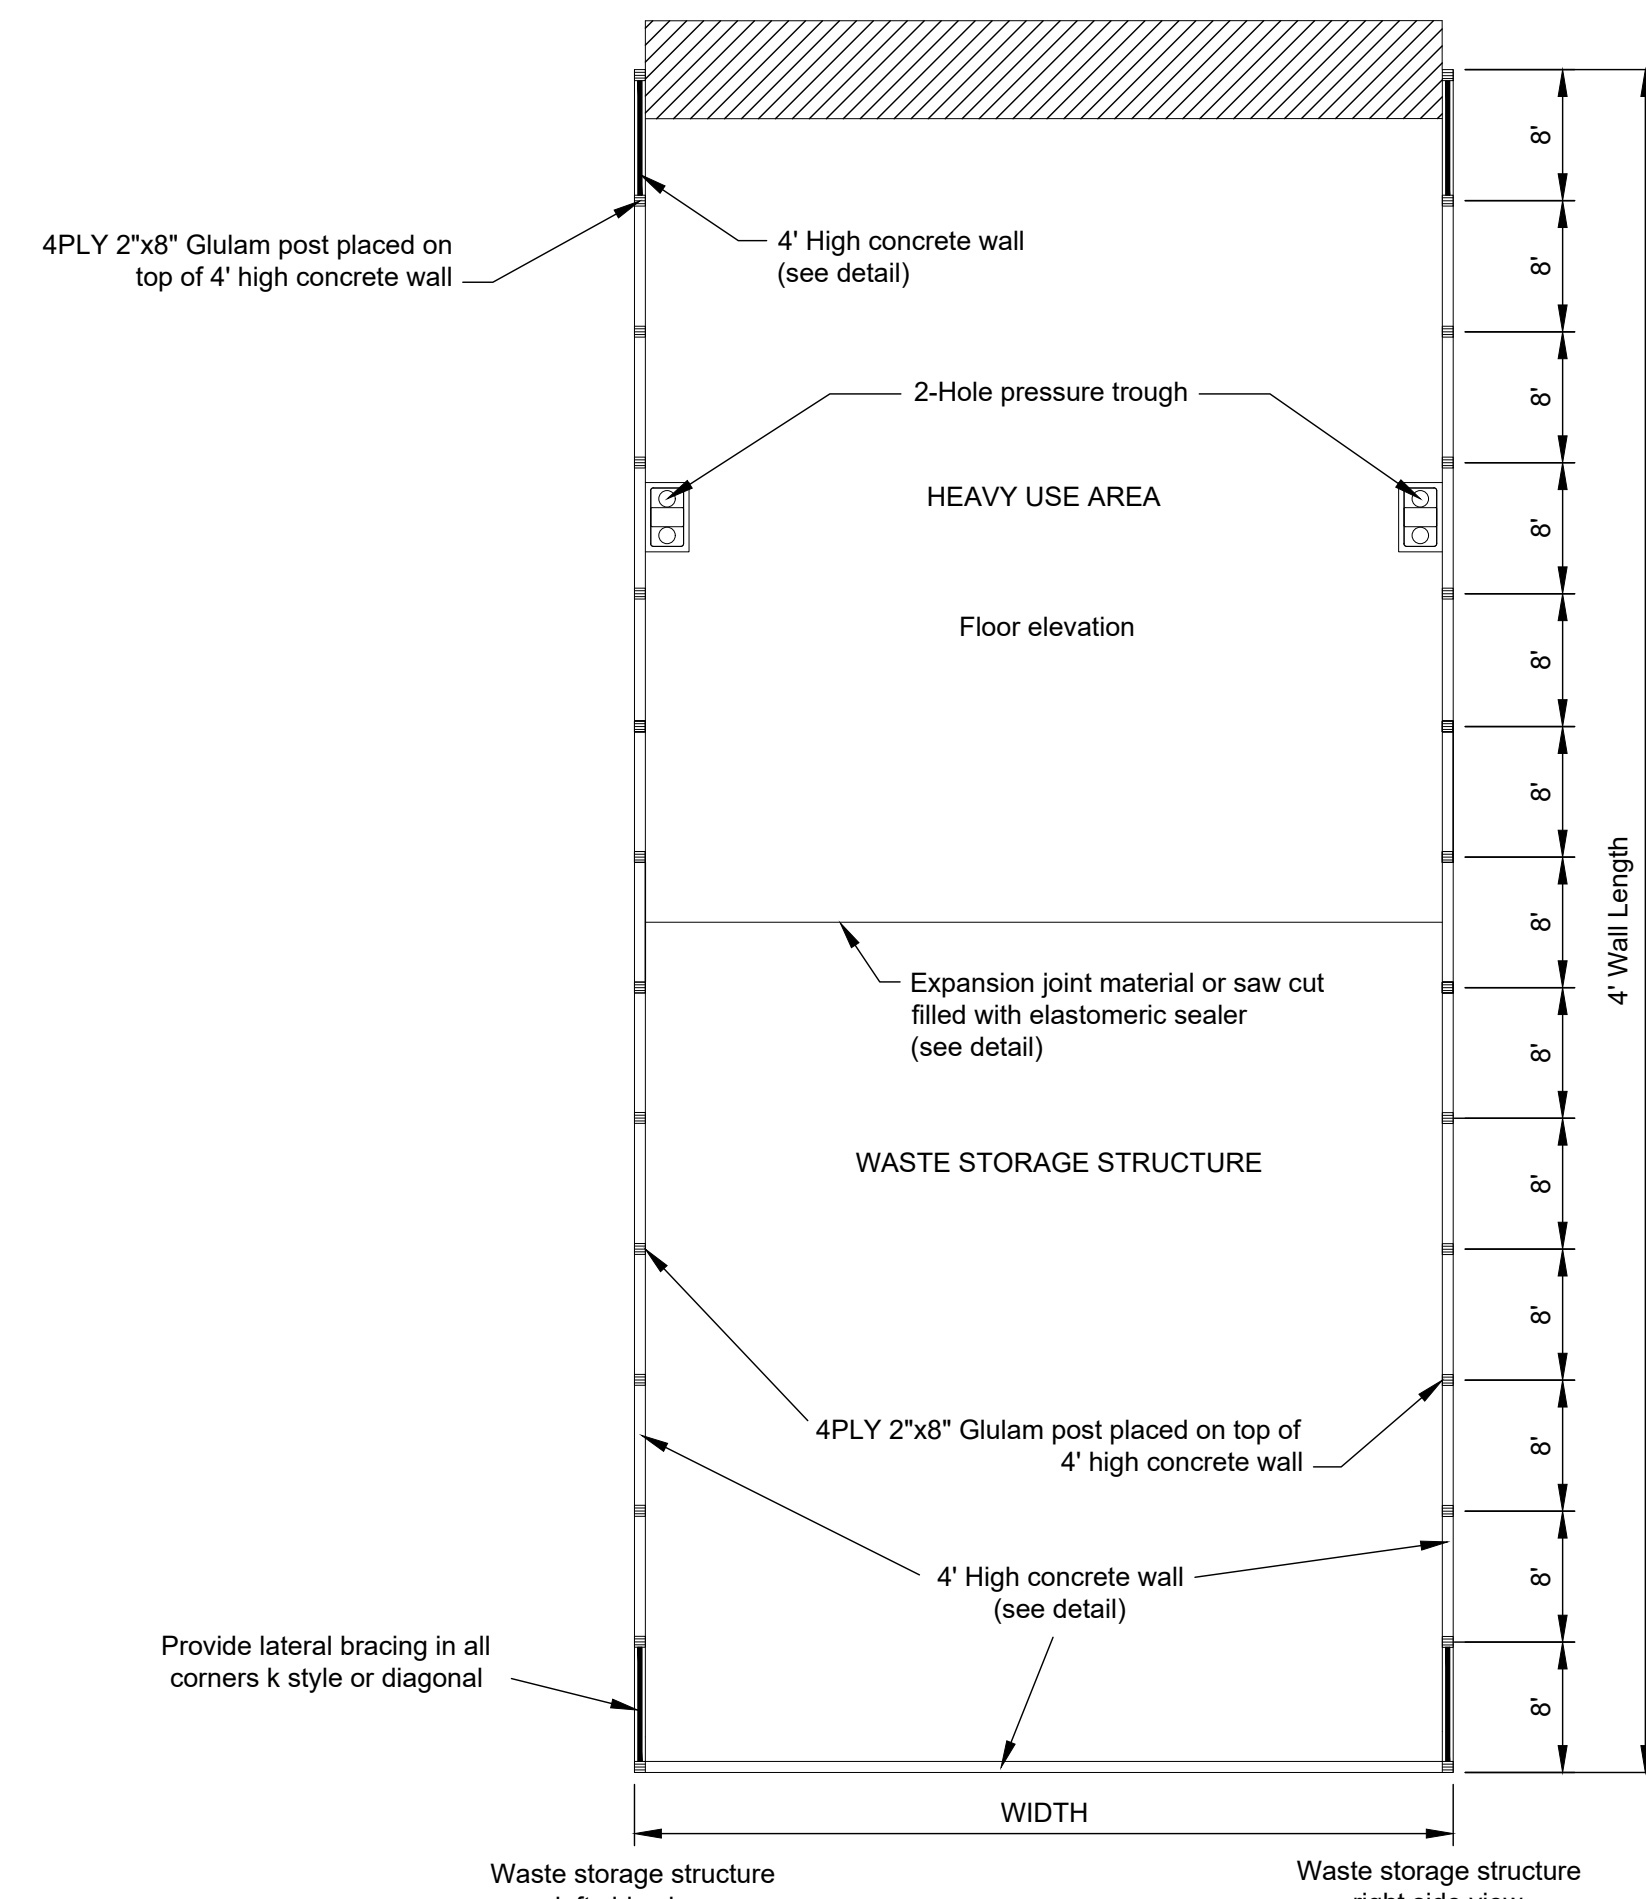 8'
4PLY 2"x8" Glulam post placed on
top of 4' high concrete wall
4' High concrete wall
(see detail)
8'
2-Hole pressure trough
8'
HEAVY USE AREA
8'
Floor elevation
8'
8'
4' Wall Length
8'
Expansion joint material or saw cut
filled with elastomeric sealer
(see detail)
8'
WASTE STORAGE STRUCTURE
8'
8'
4PLY 2"x8" Glulam post placed on top of
4' high concrete wall
8'
4' High concrete wall
(see detail)
8'
Provide lateral bracing in all
corners k style or diagonal
8'
WIDTH
Waste storage structure
Waste storage structure
right side view